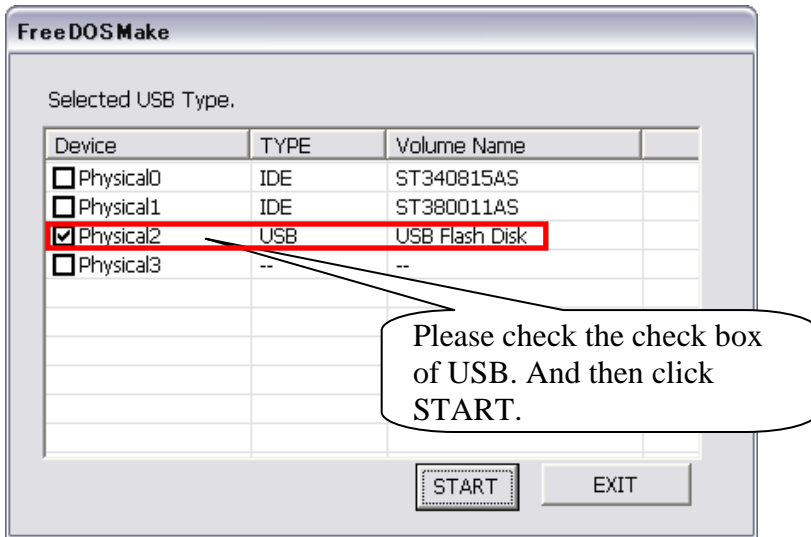 FreeDOSMake
Selected USB Type.
Device TYPE Volume Name
Physical0 IDE ST340815AS
Physical1 IDE ST380011AS
Physical2 USB USB Flash Disk
Physical3 -- --
Please check the check box
of USB. And then click
START.
START EXIT